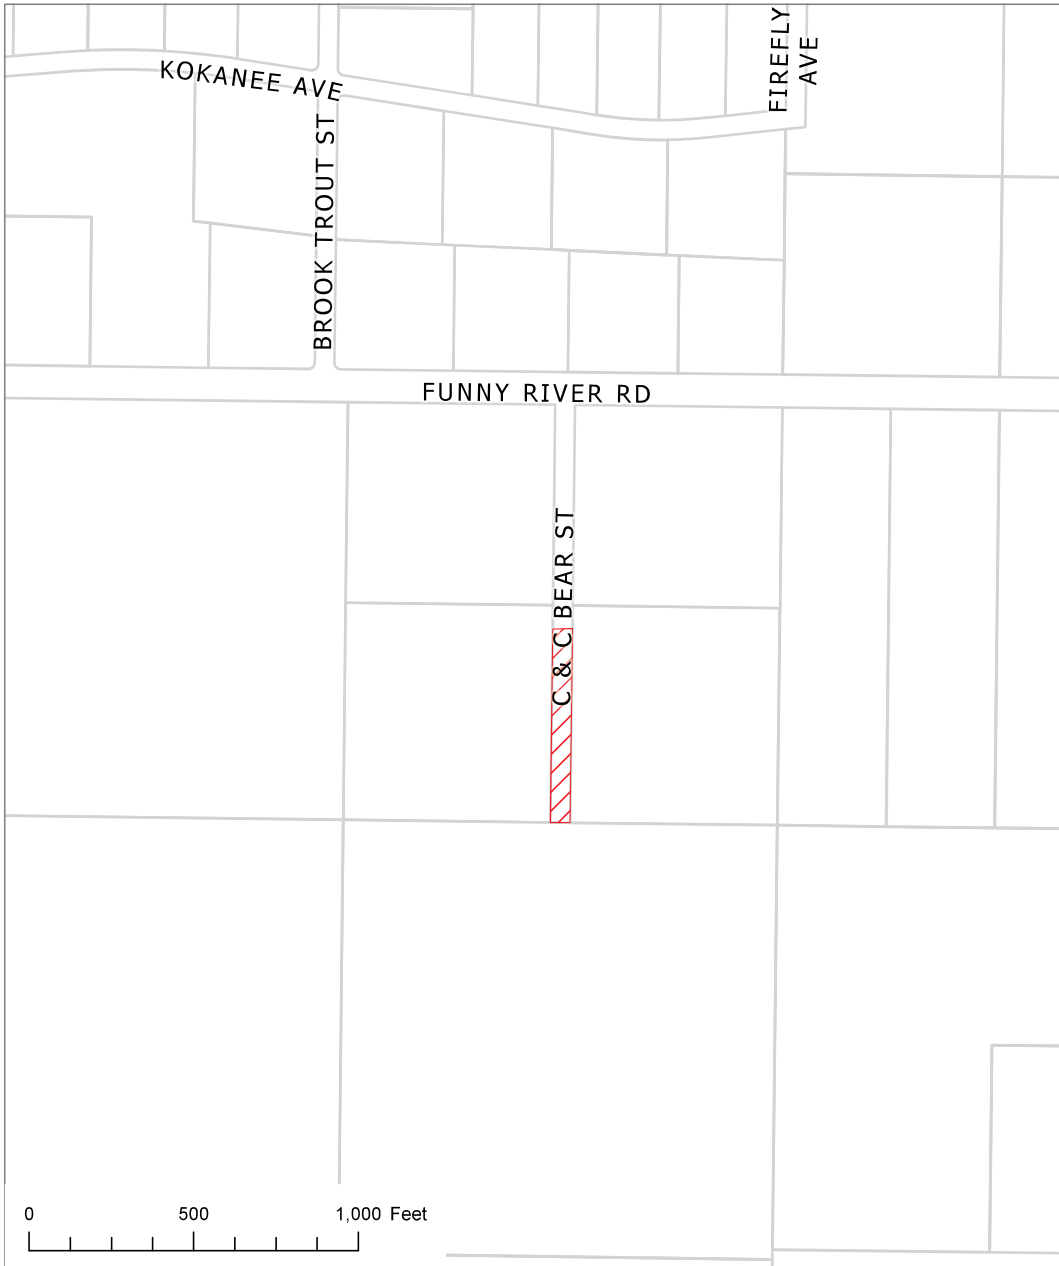 FIREFLY
AVE
KOKANEE AVE
BROOK TROUT ST
FUNNY RIVER RD
C & C BEAR ST
0 500 1,000 Feet